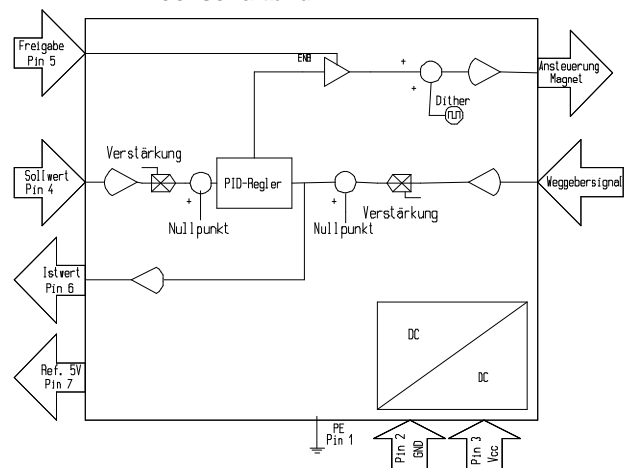 Freigabe
Pin 5
ENB
Ansteuerung
Magnet
Dither
Verstärkung
Sollwert
Pin 4
PID-Regler
Weggebersignal
Nullpunkt
Nullpunkt
Verstärkung
Istwert
Pin 6
DC
DC
Ref. 5V
Pin 7
PE
Pin 1
Pin 2
GND
Pin 3
Vcc